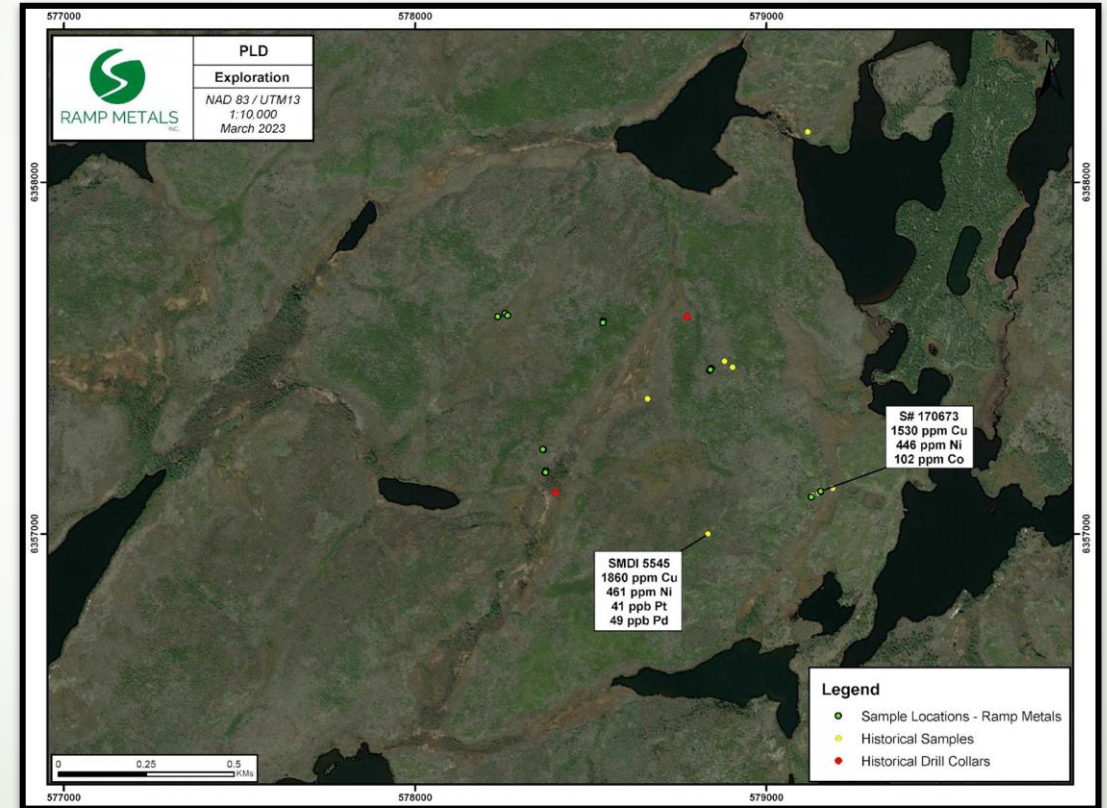 577000
578000
579000
RAMP METALS
INC.
PLD
Exploration
NAD 83 / UTM13
1:10,000
March 2023
N
6358000
6358000
S# 170673
1530 ppm Cu
446 ppm Ni
102 ppm Co
6357000
6357000
SMDI 5545
1860 ppm Cu
461 ppm Ni
41 ppb Pt
49 ppb Pd
Legend
Sample Locations - Ramp Metals
Historical Samples
Historical Drill Collars
0 0.25 0.5
KMs
577000
578000
579000